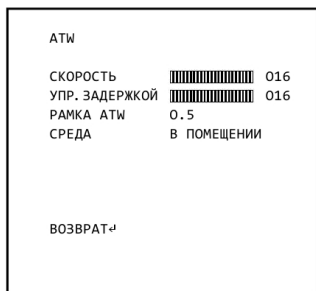 ATW
СКОРОСТЬ 016
УПР.ЗАДЕРЖКОЙ 016
РАМКА ATW 0.5
СРЕДА В ПОМЕЩЕНИИ
ВОЗВРАТ↵